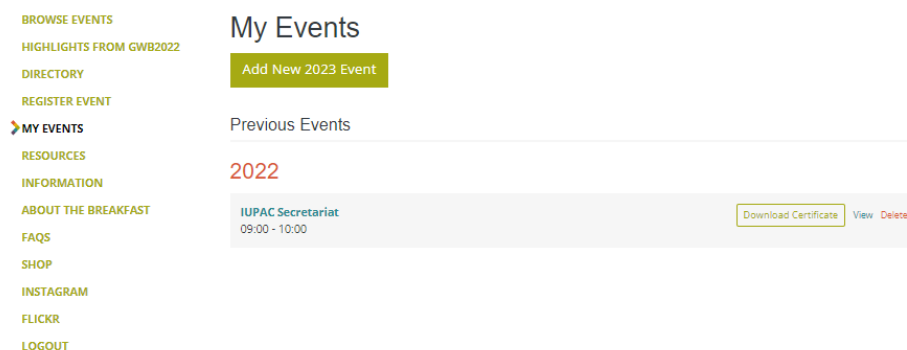 BROWSE EVENTS
HIGHLIGHTS FROM GWB2022
DIRECTORY
REGISTER EVENT
MY EVENTS
RESOURCES
INFORMATION
ABOUT THE BREAKFAST
FAQS
SHOP
INSTAGRAM
FLICKR
LOGOUT
My Events
Add New 2023 Event
Previous Events
2022
IUPAC Secretariat
09:00 - 10:00
Download Certificate View Delete